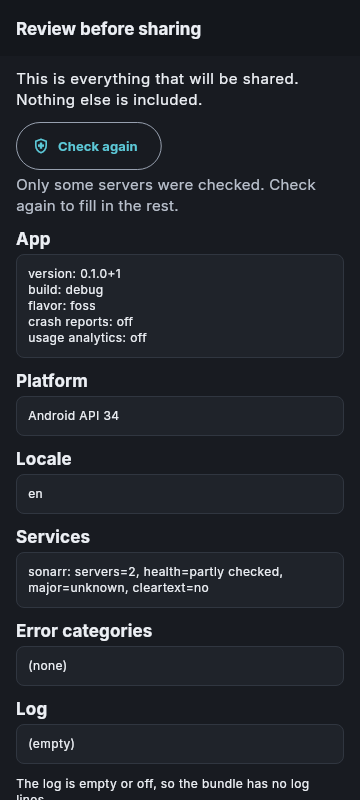 Review before sharing
This is everything that will be shared.
Nothing else is included.
Check again
Only some servers were checked. Check
again to fill in the rest.
App
version: 0.1.0+1
build: debug
flavor: foss
crash reports: off
usage analytics: off
Platform
Android API 34
Locale
en
Services
sonarr: servers=2, health=partly checked,
major=unknown, cleartext=no
Error categories
(none)
Log
(empty)
The log is empty or off, so the bundle has no log
lines.